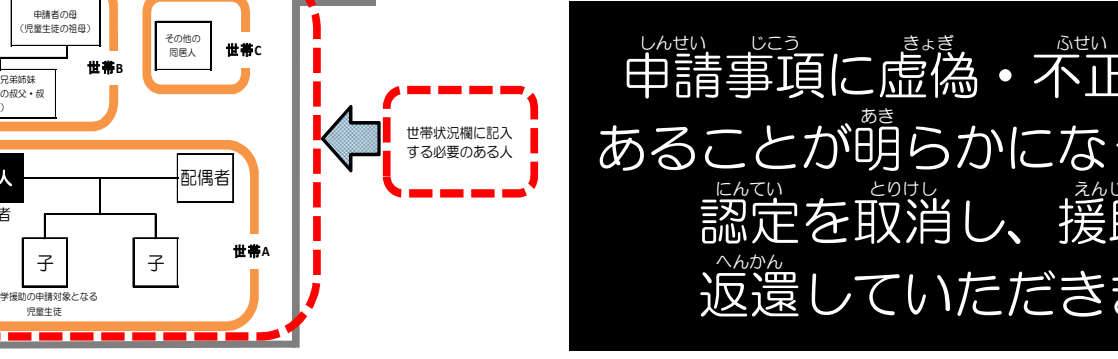 申請者の母
(児童生徒の祖母)
その他の
同居人
世帯C
世帯B
兄弟姉妹
の叔父・叔
)
世帯状況欄に記入
する必要のある人
人
配偶者
者
子
子
世帯A
学援助の申請対象となる
児童生徒
しんせい じこう きょぎ ふせい
申請事項に虚偽・不正
あき
あることが明らかにな
にんてい とりけし えんじ
認定を取消し、援助
へんかん
返還していただき